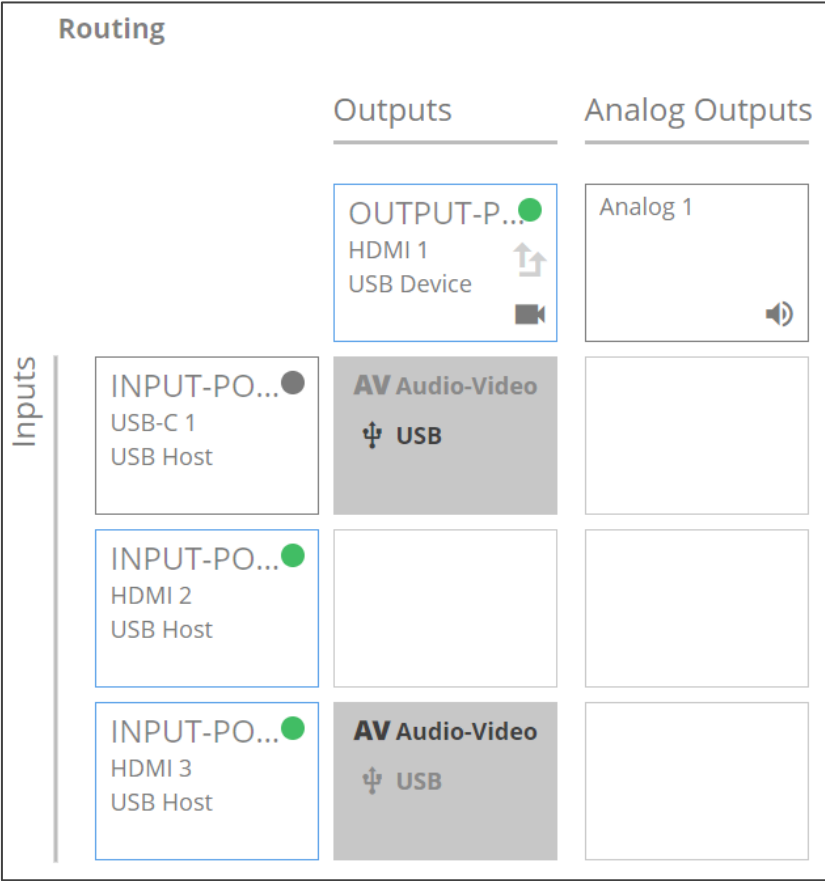 Routing
Outputs
Analog Outputs
OUTPUT-P...
HDMI 1
USB Device
Analog 1
Inputs
INPUT-PO...
USB-C 1
USB Host
AV Audio-Video
USB
INPUT-PO...
HDMI 2
USB Host
INPUT-PO...
HDMI 3
USB Host
AV Audio-Video
USB